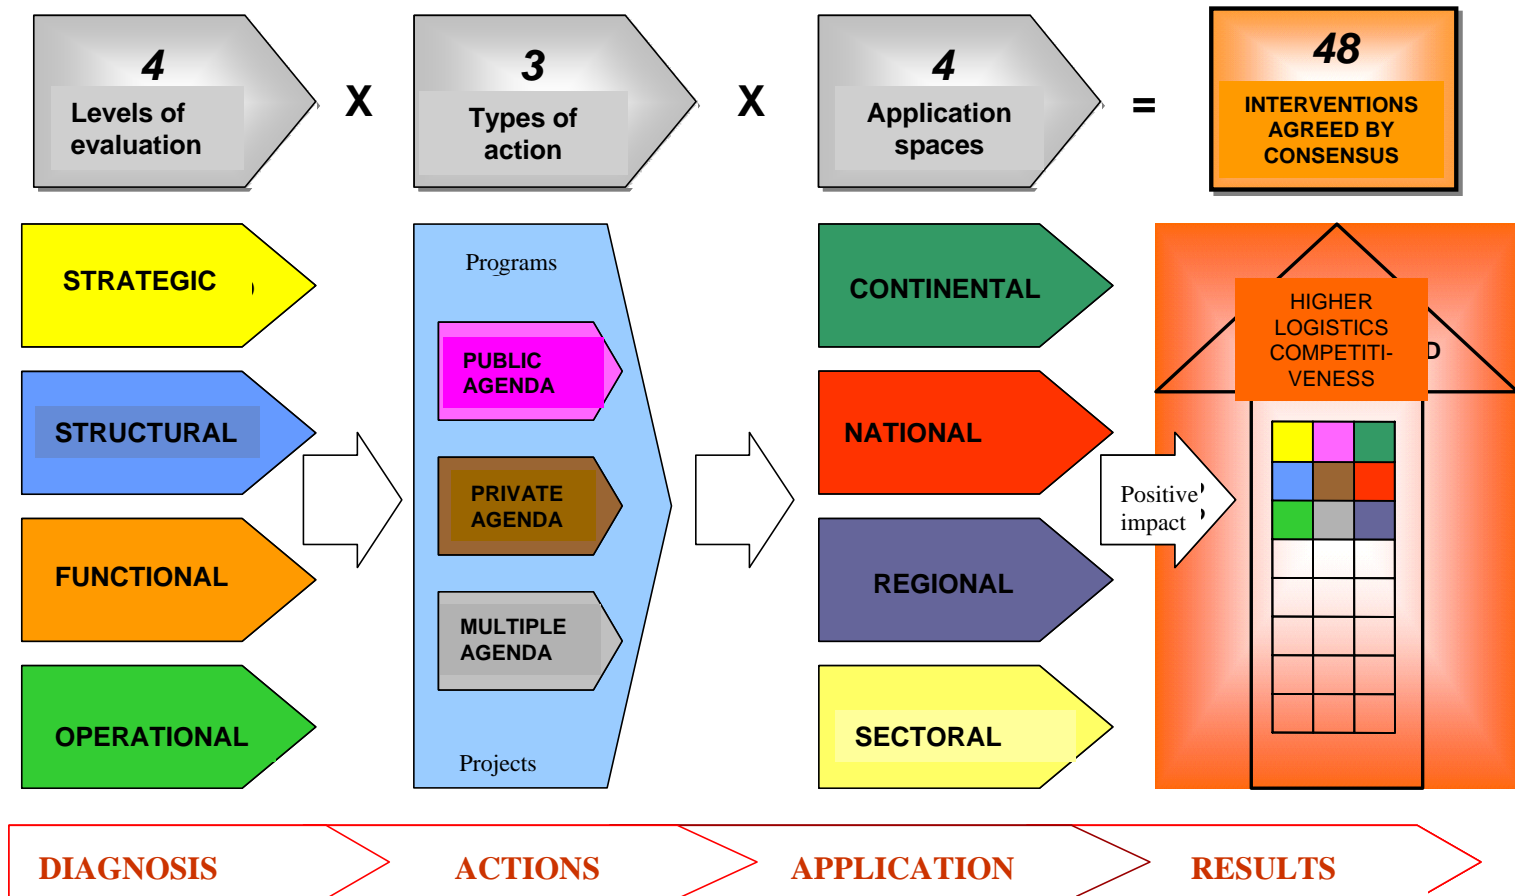 4
Levels of
evaluation
X
3
Types of
action
X
4
Application
spaces
=
48
INTERVENTIONS
AGREED BY
CONSENSUS
STRATEGIC
STRUCTURAL
FUNCTIONAL
OPERATIONAL
Programs
PUBLIC
AGENDA
PRIVATE
AGENDA
MULTIPLE
AGENDA
Projects
CONTINENTAL
NATIONAL
REGIONAL
SECTORAL
Positive
impact
HIGHER
LOGISTICS
COMPETITI-
VENESS
D
DIAGNOSIS
ACTIONS
APPLICATION
RESULTS